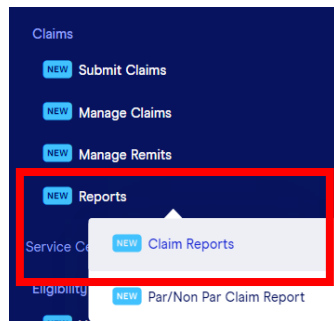 Claims
NEW Submit Claims
NEW Manage Claims
NEW Manage Remits
NEW Reports
Service Ce
NEW Claim Reports
Eligibility
NEW Par/Non Par Claim Report